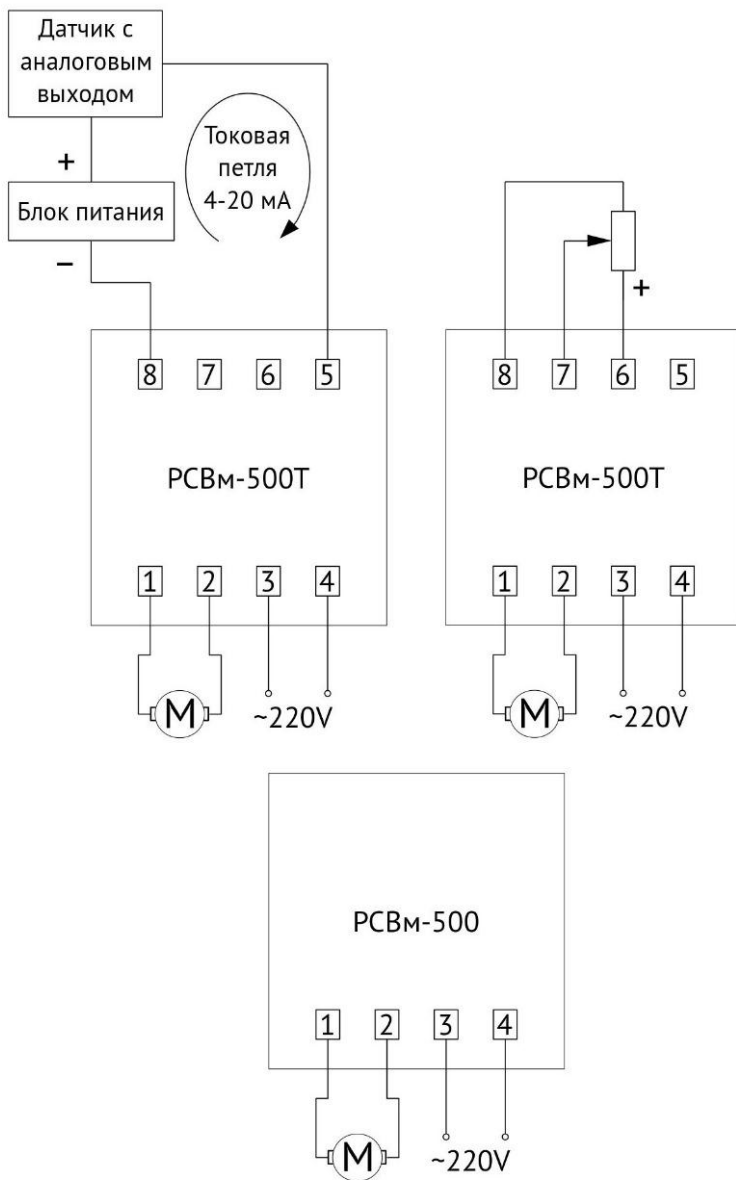 Датчик с
аналоговым
выходом
+
Блок питания
–
Токовая
петля
4-20 мА
8 7 6 5
РСВм-500Т
1 2 3 4
М
~220V
+
8 7 6 5
РСВм-500Т
1 2 3 4
М
~220V
РСВм-500
1 2 3 4
М
~220V